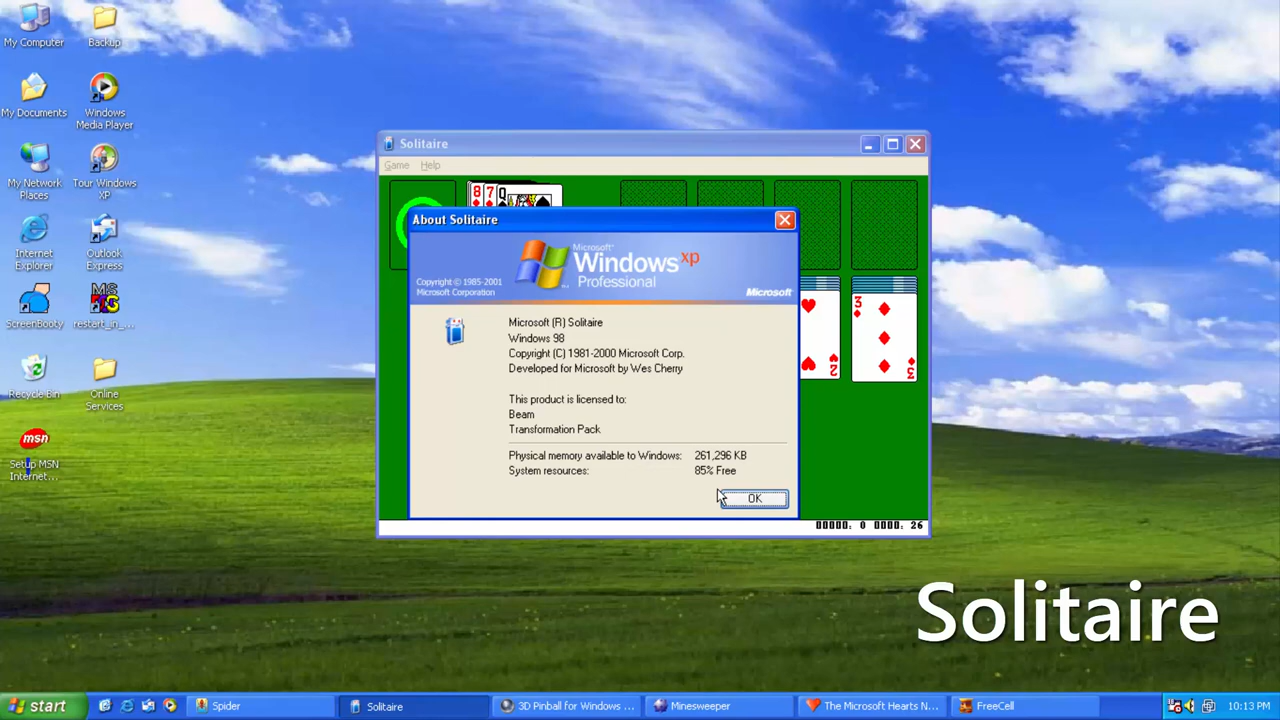 My Computer
Backup
My Documents
Windows
Media Player
My Network
Places
Tour Windows
XP
Internet
Explorer
Outlook
Express
ScreenBooty
restart_in_...
Recycle Bin
Online
Services
msn
Setup MSN
Internet...
Solitaire
Game Help
8 7 Q
About Solitaire
Microsoft®
Windows xp
Professional
Copyright © 1985-2001
Microsoft Corporation
Microsoft
Microsoft (R) Solitaire
Windows 98
Copyright (C) 1981-2000 Microsoft Corp.
Developed for Microsoft by Wes Cherry
This product is licensed to:
Beam
Transformation Pack
Physical memory available to Windows: 261,296 KB
System resources: 85% Free
OK
2
3
3
Solitaire
start
Spider
Solitaire
3D Pinball for Windows ...
Minesweeper
The Microsoft Hearts N...
FreeCell
10:13 PM